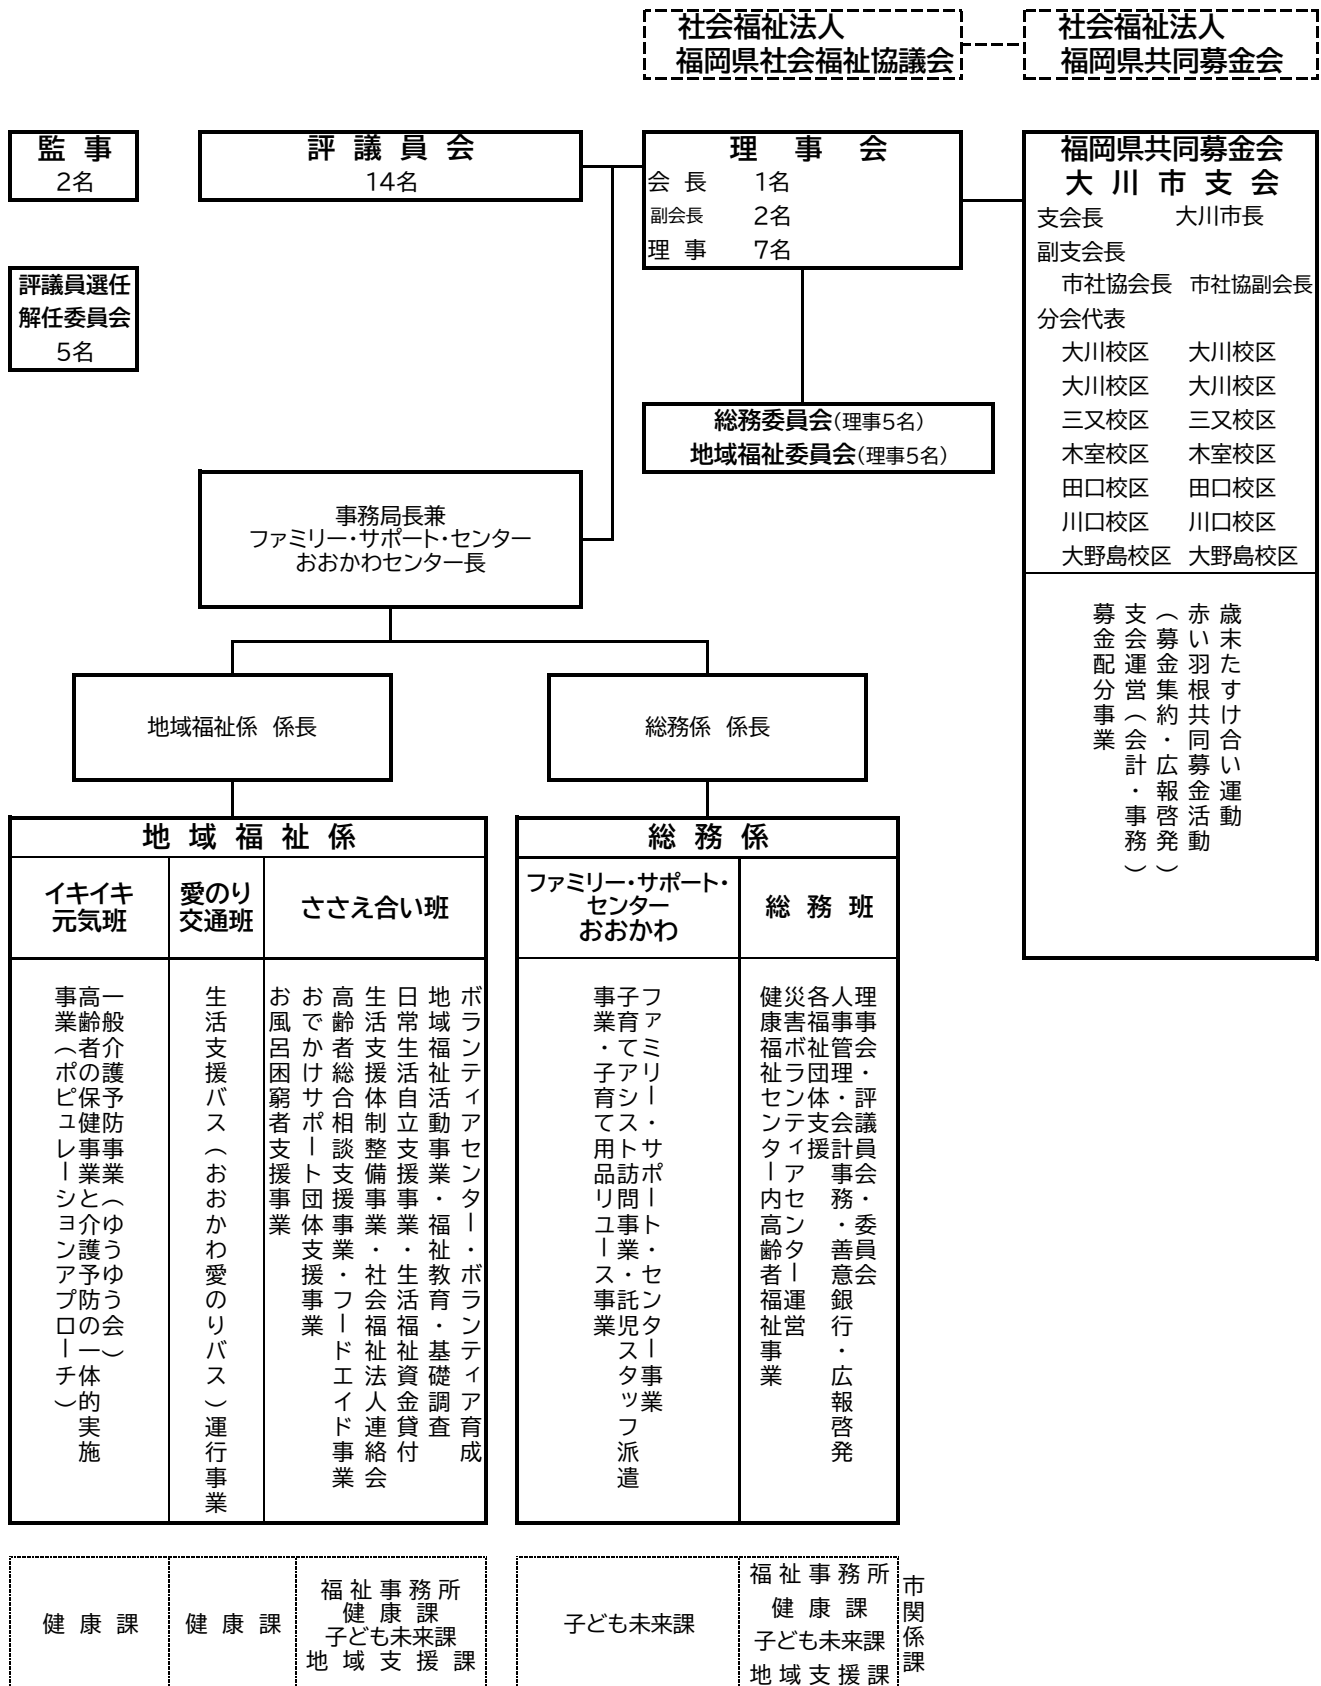 社会福祉法人
福岡県社会福祉協議会
社会福祉法人
福岡県共同募金会
監 事
2名
評 議 員 会
14名
理 事 会
会 長 1名
副会長 2名
理 事 7名
福岡県共同募金会
大 川 市 支 会
支会長 大川市長
副支会長
市社協会長 市社協副会長
分会代表
大川校区 大川校区
大川校区 大川校区
三又校区 三又校区
木室校区 木室校区
田口校区 田口校区
川口校区 川口校区
大野島校区 大野島校区
評議員選任
解任委員会
5名
総務委員会(理事5名)
地域福祉委員会(理事5名)
事務局長兼
ファミリー・サポート・センター
おおかわセンター長
歳末たすけ合い運動
赤い羽根共同募金活動
(募金集約・広報啓発)
支会運営(会計・事務)
募金配分事業
地域福祉係 係長
総務係 係長
地 域 福 祉 係
イキイキ
元気班
愛のり
交通班
ささえ合い班
一般介護予防事業(ゆうゆう会)
高齢者の保健事業と介護予防の一体的実施
事業(ポピュレーションアプローチ)
生活支援バス(おおかわ愛のりバス)運行事業
ボランティアセンター・ボランティア育成
地域福祉活動事業・福祉教育・基礎調査
日常生活自立支援事業・生活福祉資金貸付
生活支援体制整備事業・社会福祉法人連絡会
高齢者総合相談支援事業・フードエイド事業
おでかけサポート団体支援事業
お風呂困窮者支援事業
総 務 係
ファミリー・サポート・
センター
おおかわ
総 務 班
ファミリー・サポート・センター事業
子育てアシスト訪問事業・託児スタッフ派遣
事業・子育て用品リユース事業
理事会・評議員会・委員会
人事管理・会計事務・善意銀行・広報啓発
各福祉団体支援
災害ボランティアセンター運営
健康福祉センター内高齢者福祉事業
健 康 課
健 康 課
福 祉 事 務 所
健 康 課
子ども未来課
地 域 支 援 課
子ども未来課
福 祉 事 務 所
健 康 課
子ども未来課
地 域 支 援 課
市関係課